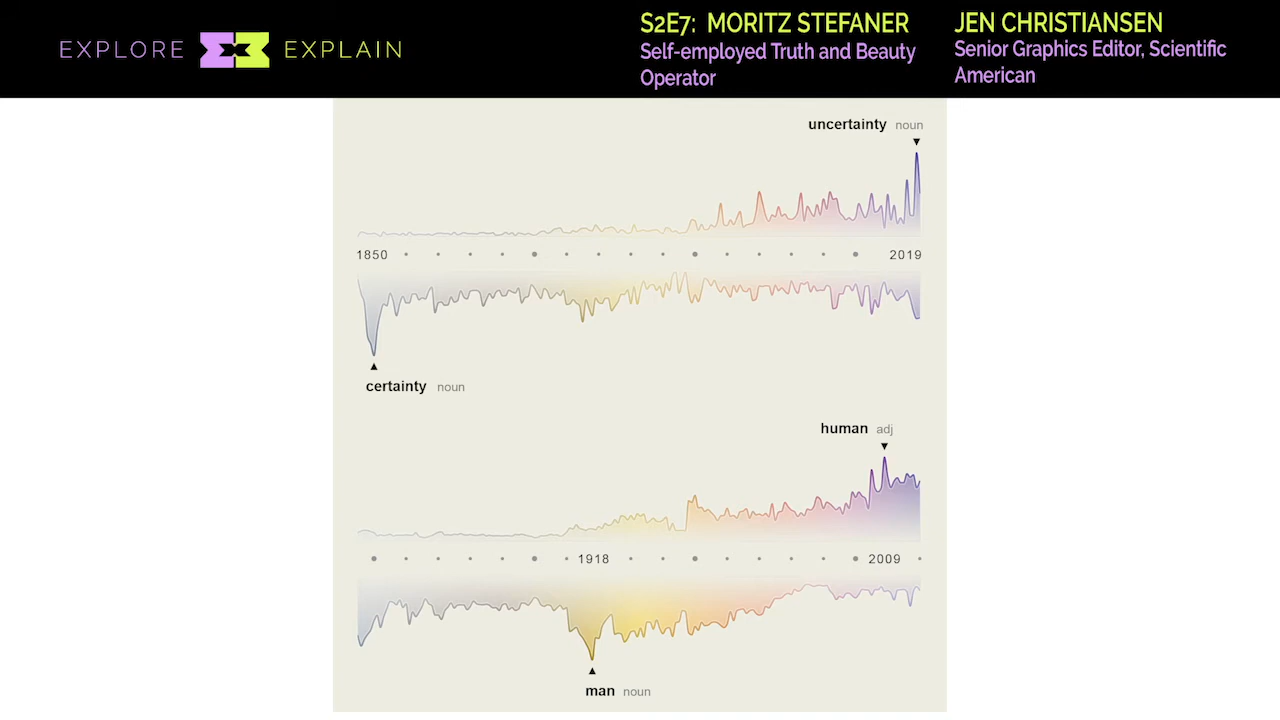 EXPLORE EXPLAIN
S2E7: MORITZ STEFANER
Self-employed Truth and Beauty
Operator
JEN CHRISTIANSEN
Senior Graphics Editor, Scientific
American
uncertainty noun
1850 2019
certainty noun
human adj
1918 2009
man noun